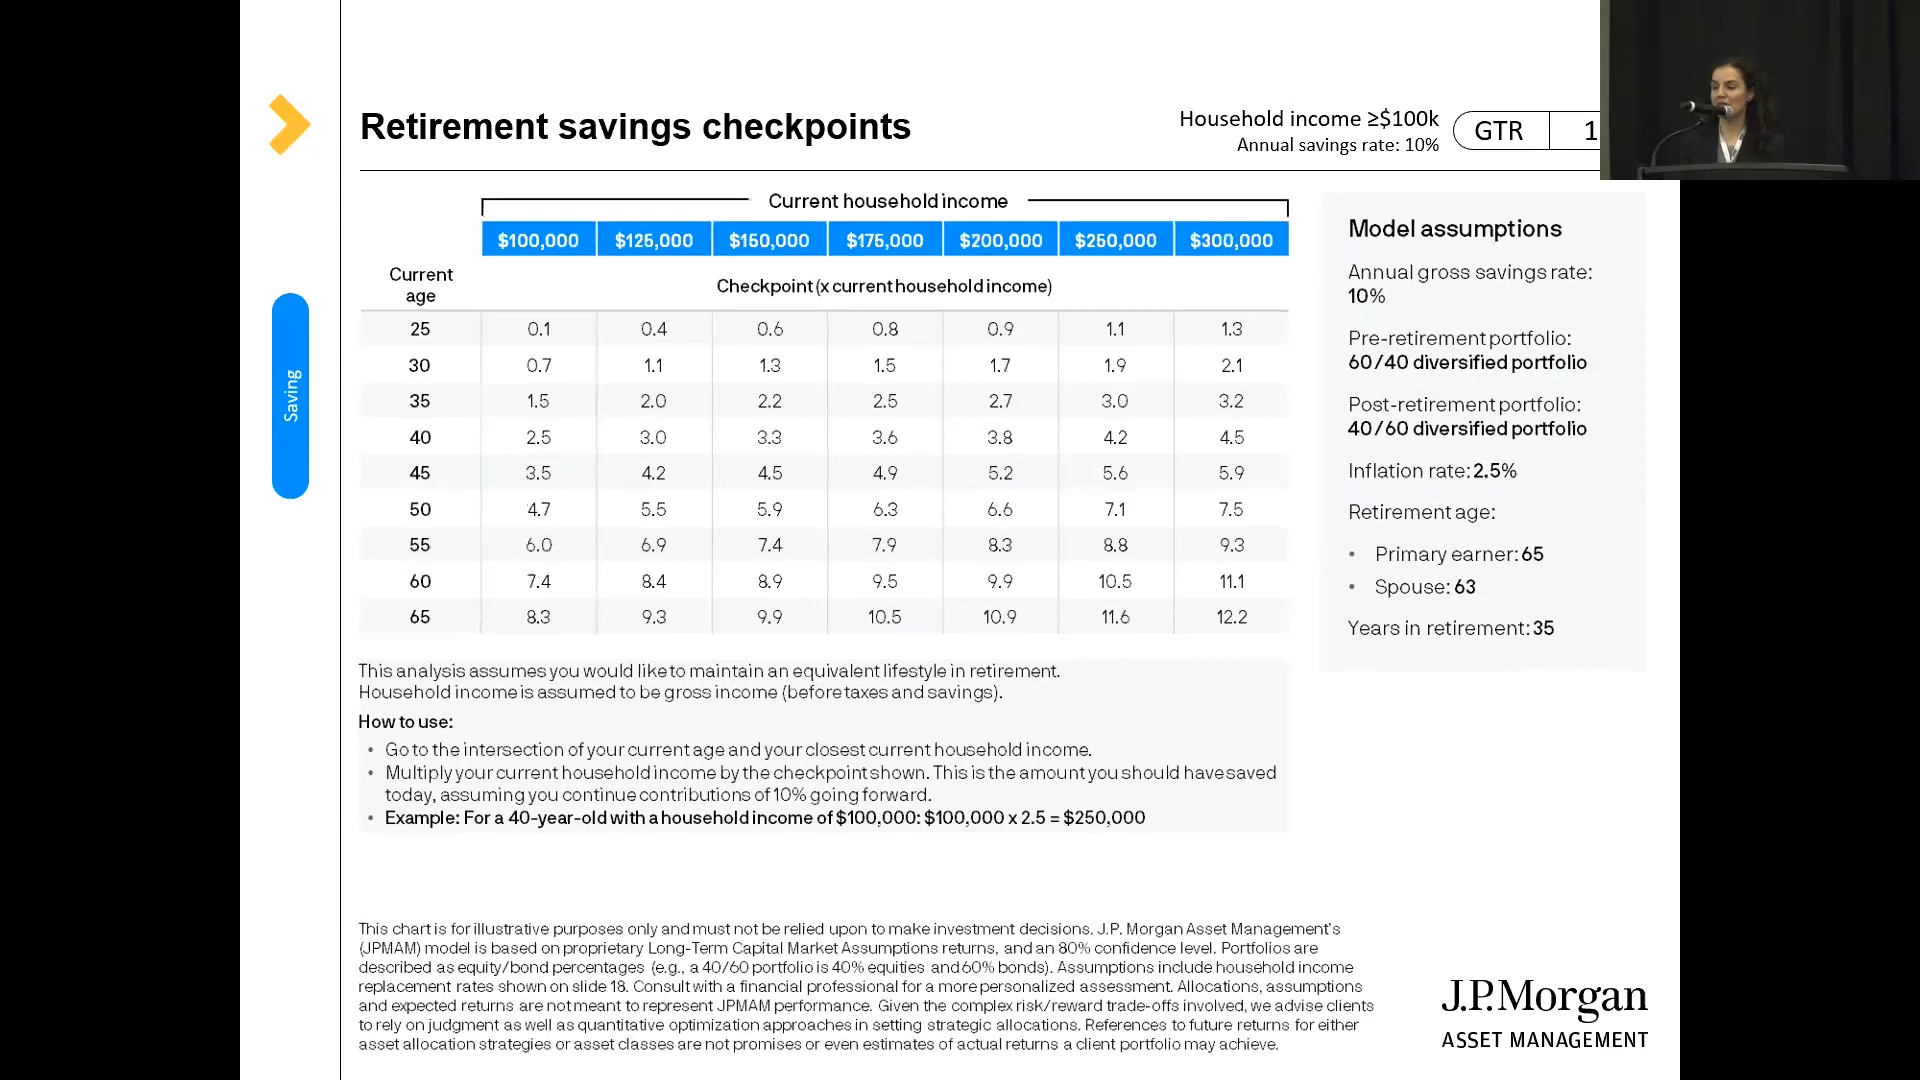 Retirement savings checkpoints
Household income ≥$100k
Annual savings rate: 10%
GTR
1
Saving
Current household income
$100,000 $125,000 $150,000 $175,000 $200,000 $250,000 $300,000
Current
age
Checkpoint (x current household income)
25 0.1 0.4 0.6 0.8 0.9 1.1 1.3
30 0.7 1.1 1.3 1.5 1.7 1.9 2.1
35 1.5 2.0 2.2 2.5 2.7 3.0 3.2
40 2.5 3.0 3.3 3.6 3.8 4.2 4.5
45 3.5 4.2 4.5 4.9 5.2 5.6 5.9
50 4.7 5.5 5.9 6.3 6.6 7.1 7.5
55 6.0 6.9 7.4 7.9 8.3 8.8 9.3
60 7.4 8.4 8.9 9.5 9.9 10.5 11.1
65 8.3 9.3 9.9 10.5 10.9 11.6 12.2
Model assumptions
Annual gross savings rate:
10%
Pre-retirement portfolio:
60/40 diversified portfolio
Post-retirement portfolio:
40/60 diversified portfolio
Inflation rate: 2.5%
Retirement age:
• Primary earner: 65
• Spouse: 63
Years in retirement: 35
This analysis assumes you would like to maintain an equivalent lifestyle in retirement.
Household income is assumed to be gross income (before taxes and savings).
How to use:
• Go to the intersection of your current age and your closest current household income.
• Multiply your current household income by the checkpoint shown. This is the amount you should have saved
today, assuming you continue contributions of 10% going forward.
• Example: For a 40-year-old with a household income of $100,000: $100,000 x 2.5 = $250,000
This chart is for illustrative purposes only and must not be relied upon to make investment decisions. J.P. Morgan Asset Management's
(JPMAM) model is based on proprietary Long-Term Capital Market Assumptions returns, and an 80% confidence level. Portfolios are
described as equity/bond percentages (e.g., a 40/60 portfolio is 40% equities and 60% bonds). Assumptions include household income
replacement rates shown on slide 18. Consult with a financial professional for a more personalized assessment. Allocations, assumptions
and expected returns are not meant to represent JPMAM performance. Given the complex risk/reward trade-offs involved, we advise clients
to rely on judgment as well as quantitative optimization approaches in setting strategic allocations. References to future returns for either
asset allocation strategies or asset classes are not promises or even estimates of actual returns a client portfolio may achieve.
J.P.Morgan
ASSET MANAGEMENT